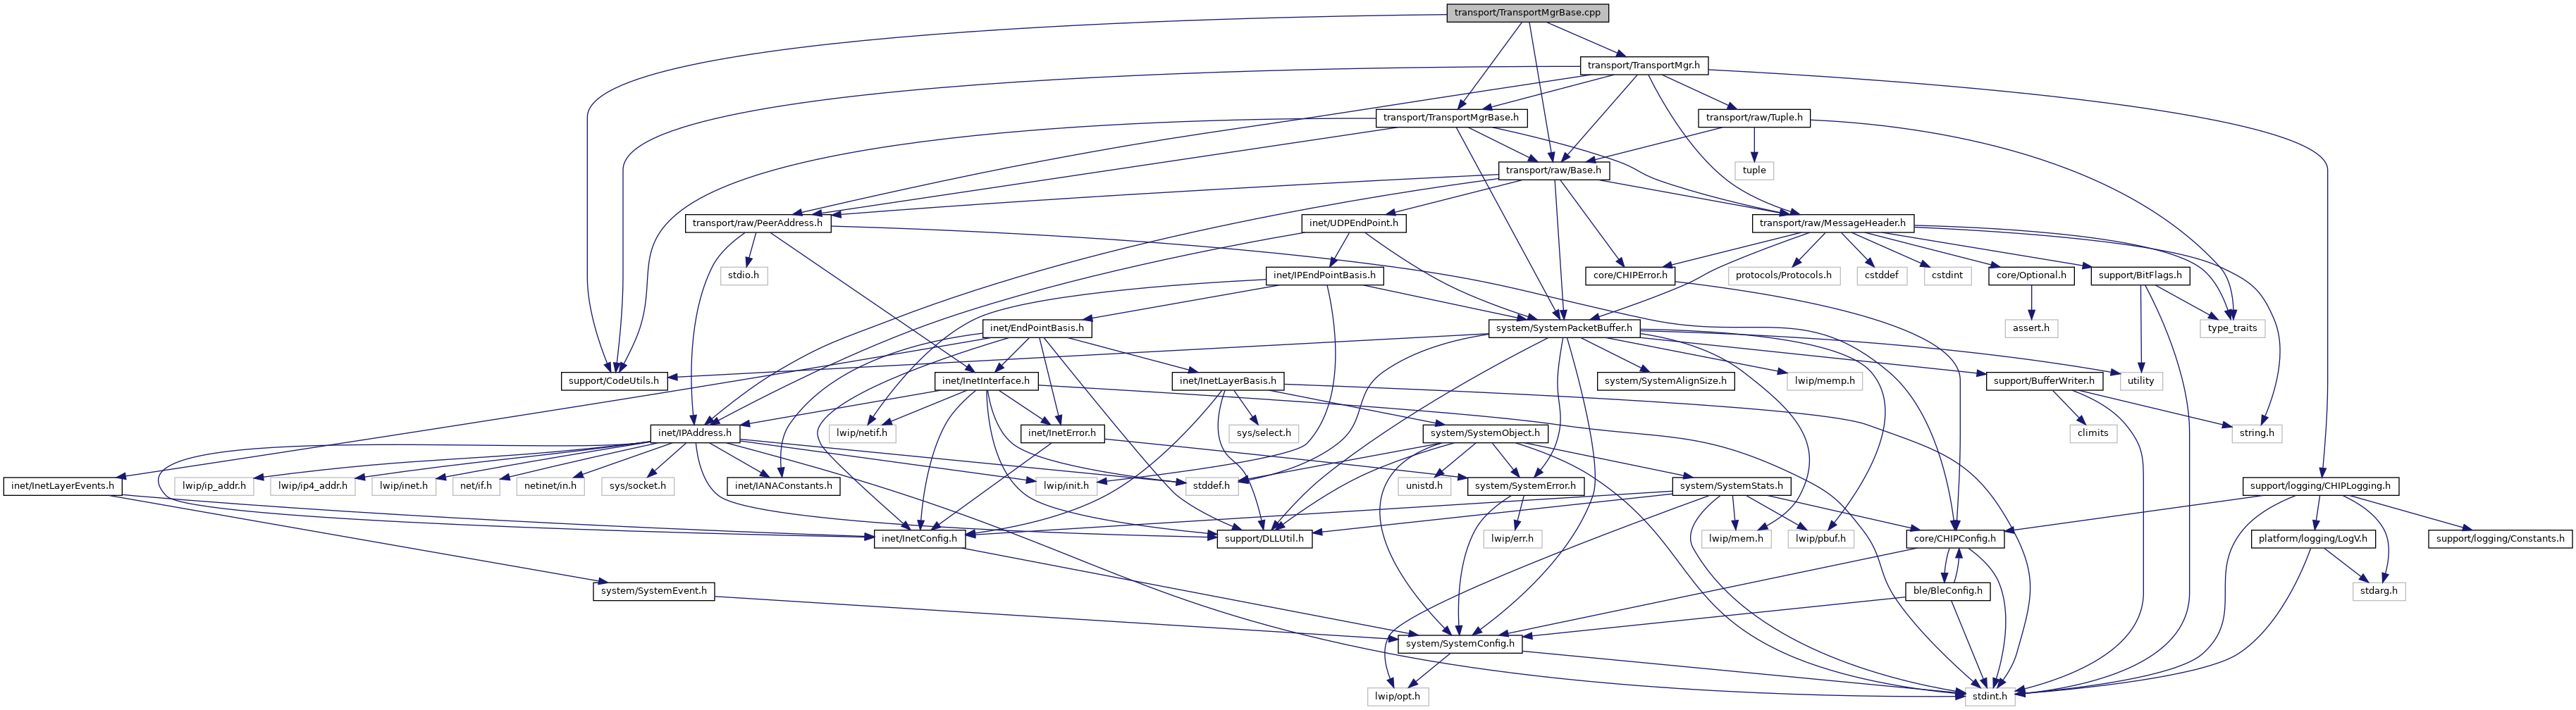 transport/TransportMgrBase.cpp
transport/TransportMgr.h
transport/TransportMgrBase.h
transport/raw/Tuple.h
transport/raw/Base.h
tuple
transport/raw/PeerAddress.h
inet/UDPEndPoint.h
transport/raw/MessageHeader.h
stdio.h
inet/IPEndPointBasis.h
core/CHIPError.h
protocols/Protocols.h
cstddef
cstdint
core/Optional.h
support/BitFlags.h
inet/EndPointBasis.h
system/SystemPacketBuffer.h
assert.h
type_traits
support/CodeUtils.h
inet/InetInterface.h
inet/InetLayerBasis.h
system/SystemAlignSize.h
lwip/memp.h
support/BufferWriter.h
utility
inet/IPAddress.h
lwip/netif.h
inet/InetError.h
sys/select.h
system/SystemObject.h
climits
string.h
inet/InetLayerEvents.h
lwip/ip_addr.h
lwip/ip4_addr.h
lwip/inet.h
net/if.h
netinet/in.h
sys/socket.h
inet/IANAConstants.h
lwip/init.h
stddef.h
unistd.h
system/SystemError.h
system/SystemStats.h
support/logging/CHIPLogging.h
inet/InetConfig.h
support/DLLUtil.h
lwip/err.h
lwip/mem.h
lwip/pbuf.h
core/CHIPConfig.h
platform/logging/LogV.h
support/logging/Constants.h
system/SystemEvent.h
ble/BleConfig.h
stdarg.h
system/SystemConfig.h
lwip/opt.h
stdint.h